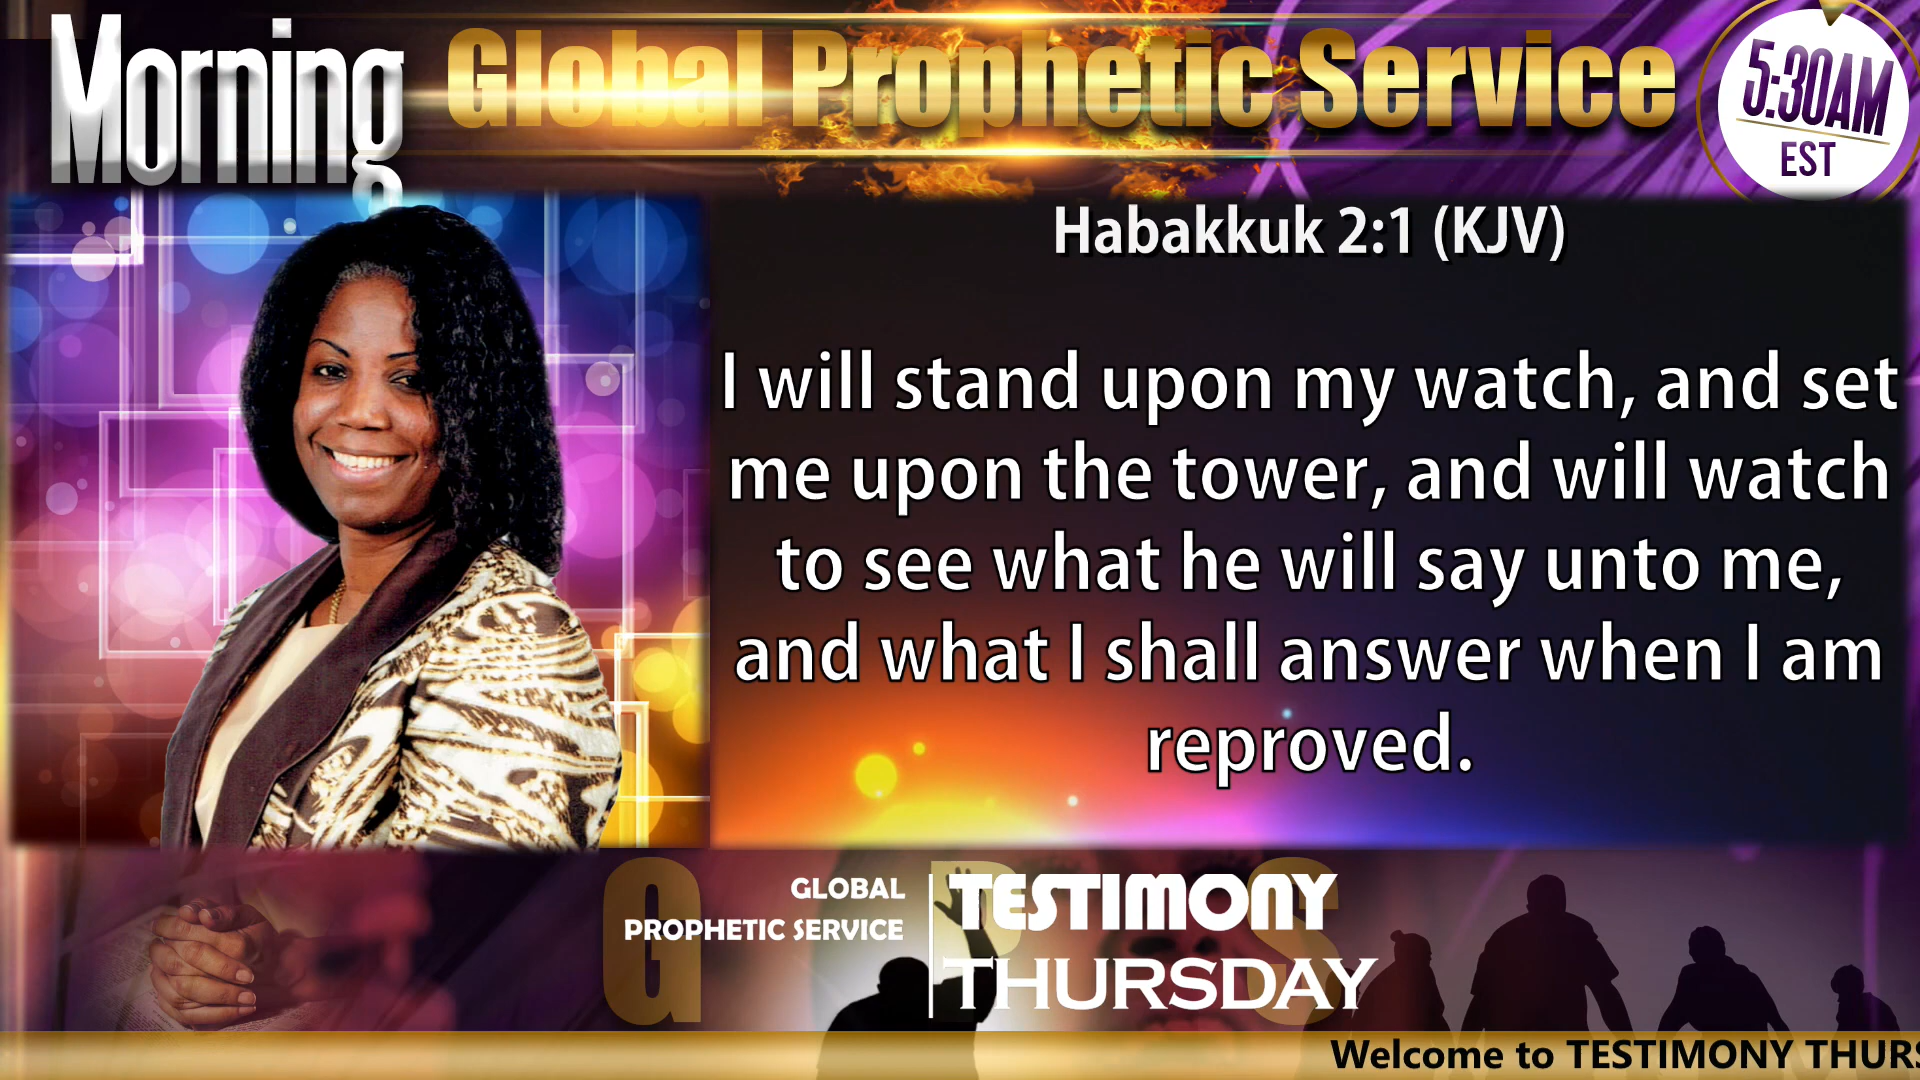 Morning Global Prophetic Service
5:30AM
EST
Habakkuk 2:1 (KJV)
I will stand upon my watch, and set
me upon the tower, and will watch
to see what he will say unto me,
and what I shall answer when I am
reproved.
G P S
GLOBAL
PROPHETIC SERVICE
TESTIMONY
THURSDAY
Welcome to TESTIMONY THURS